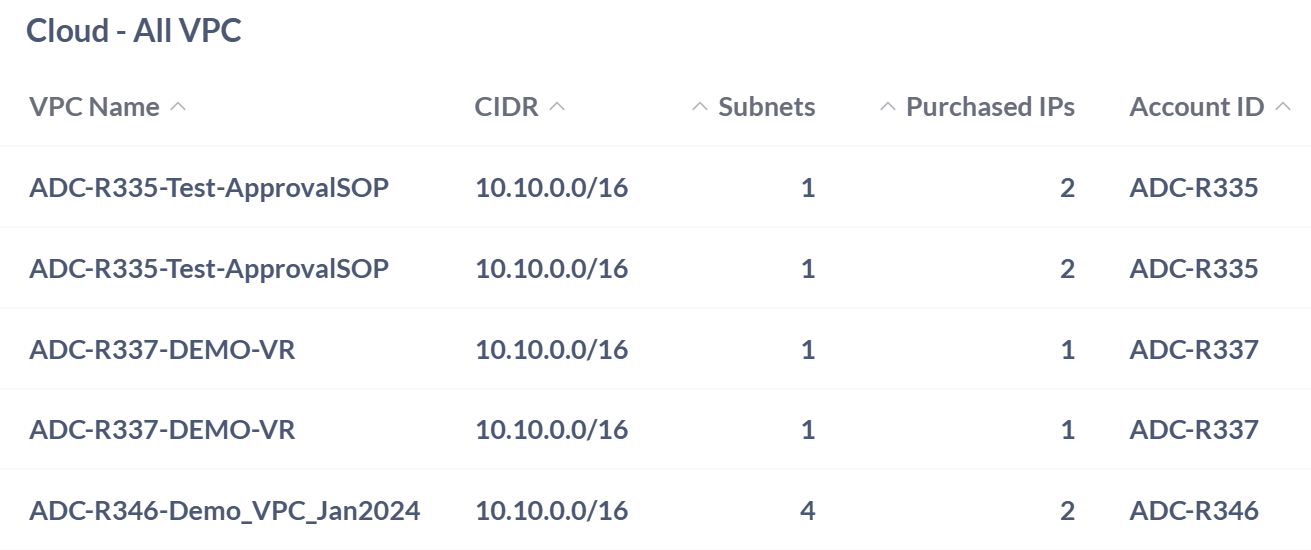 Cloud - All VPC
VPC Name CIDR Subnets Purchased IPs Account ID
ADC-R335-Test-ApprovalSOP 10.10.0.0/16 1 2 ADC-R335
ADC-R335-Test-ApprovalSOP 10.10.0.0/16 1 2 ADC-R335
ADC-R337-DEMO-VR 10.10.0.0/16 1 1 ADC-R337
ADC-R337-DEMO-VR 10.10.0.0/16 1 1 ADC-R337
ADC-R346-Demo_VPC_Jan2024 10.10.0.0/16 4 2 ADC-R346